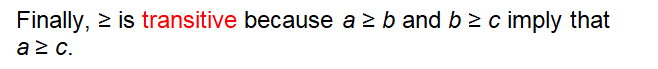 Finally, ≥ is transitive because a ≥ b and b ≥ c imply that
a ≥ c.